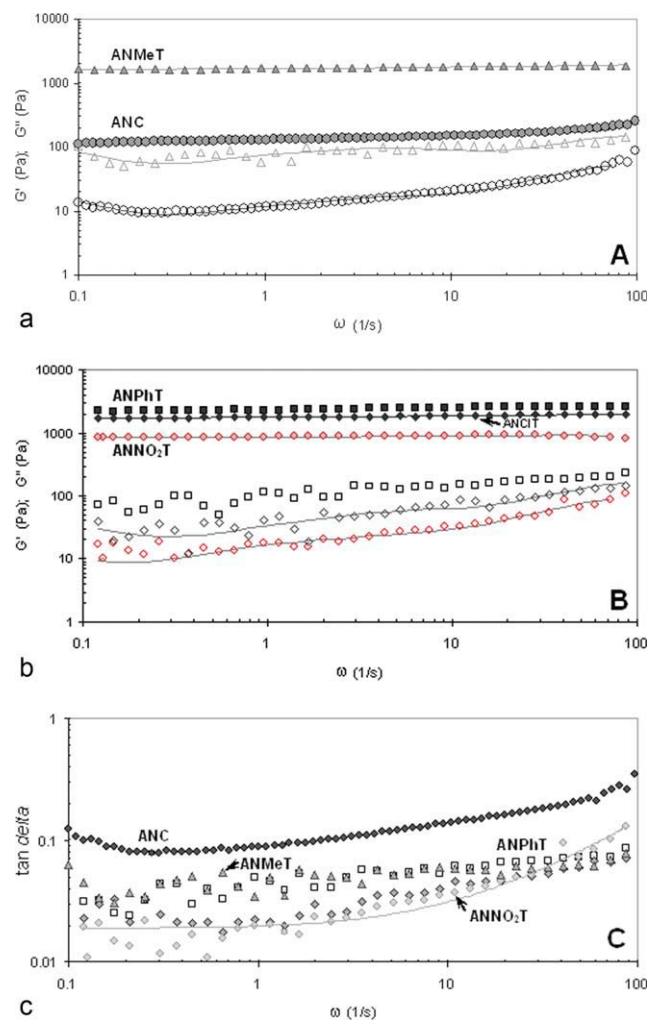 10000
ANMeT
1000
ANC
100
10
1
G' (Pa); G" (Pa)
A
0.1 1 10 100
ω (1/s)
a
10000
ANPhT
ANClT
1000
ANNO₂T
100
10
1
G' (Pa); G" (Pa)
B
0.1 1 10 100
ω (1/s)
b
1
tan delta
ANC
0.1
ANMeT
ANPhT
ANNO₂T
0.01
C
0.1 1 10 100
ω (1/s)
c